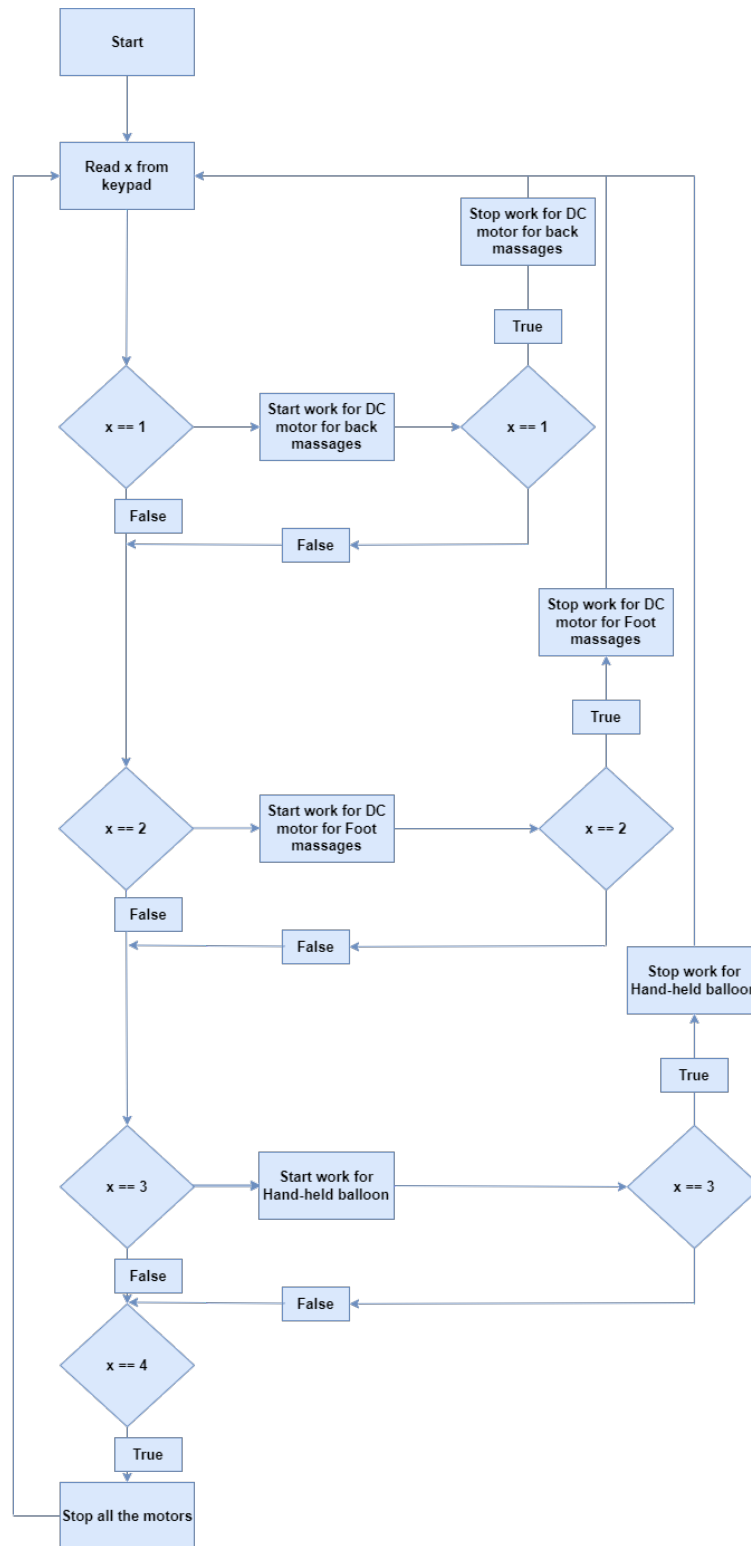 Start
Read x from
keypad
Stop work for DC
motor for back
massages
True
x == 1
Start work for DC
motor for back
massages
x == 1
False
False
Stop work for DC
motor for Foot
massages
True
x == 2
Start work for DC
motor for Foot
massages
x == 2
False
False
Stop work for
Hand-held balloon
True
x == 3
Start work for
Hand-held balloon
x == 3
False
False
x == 4
True
Stop all the motors